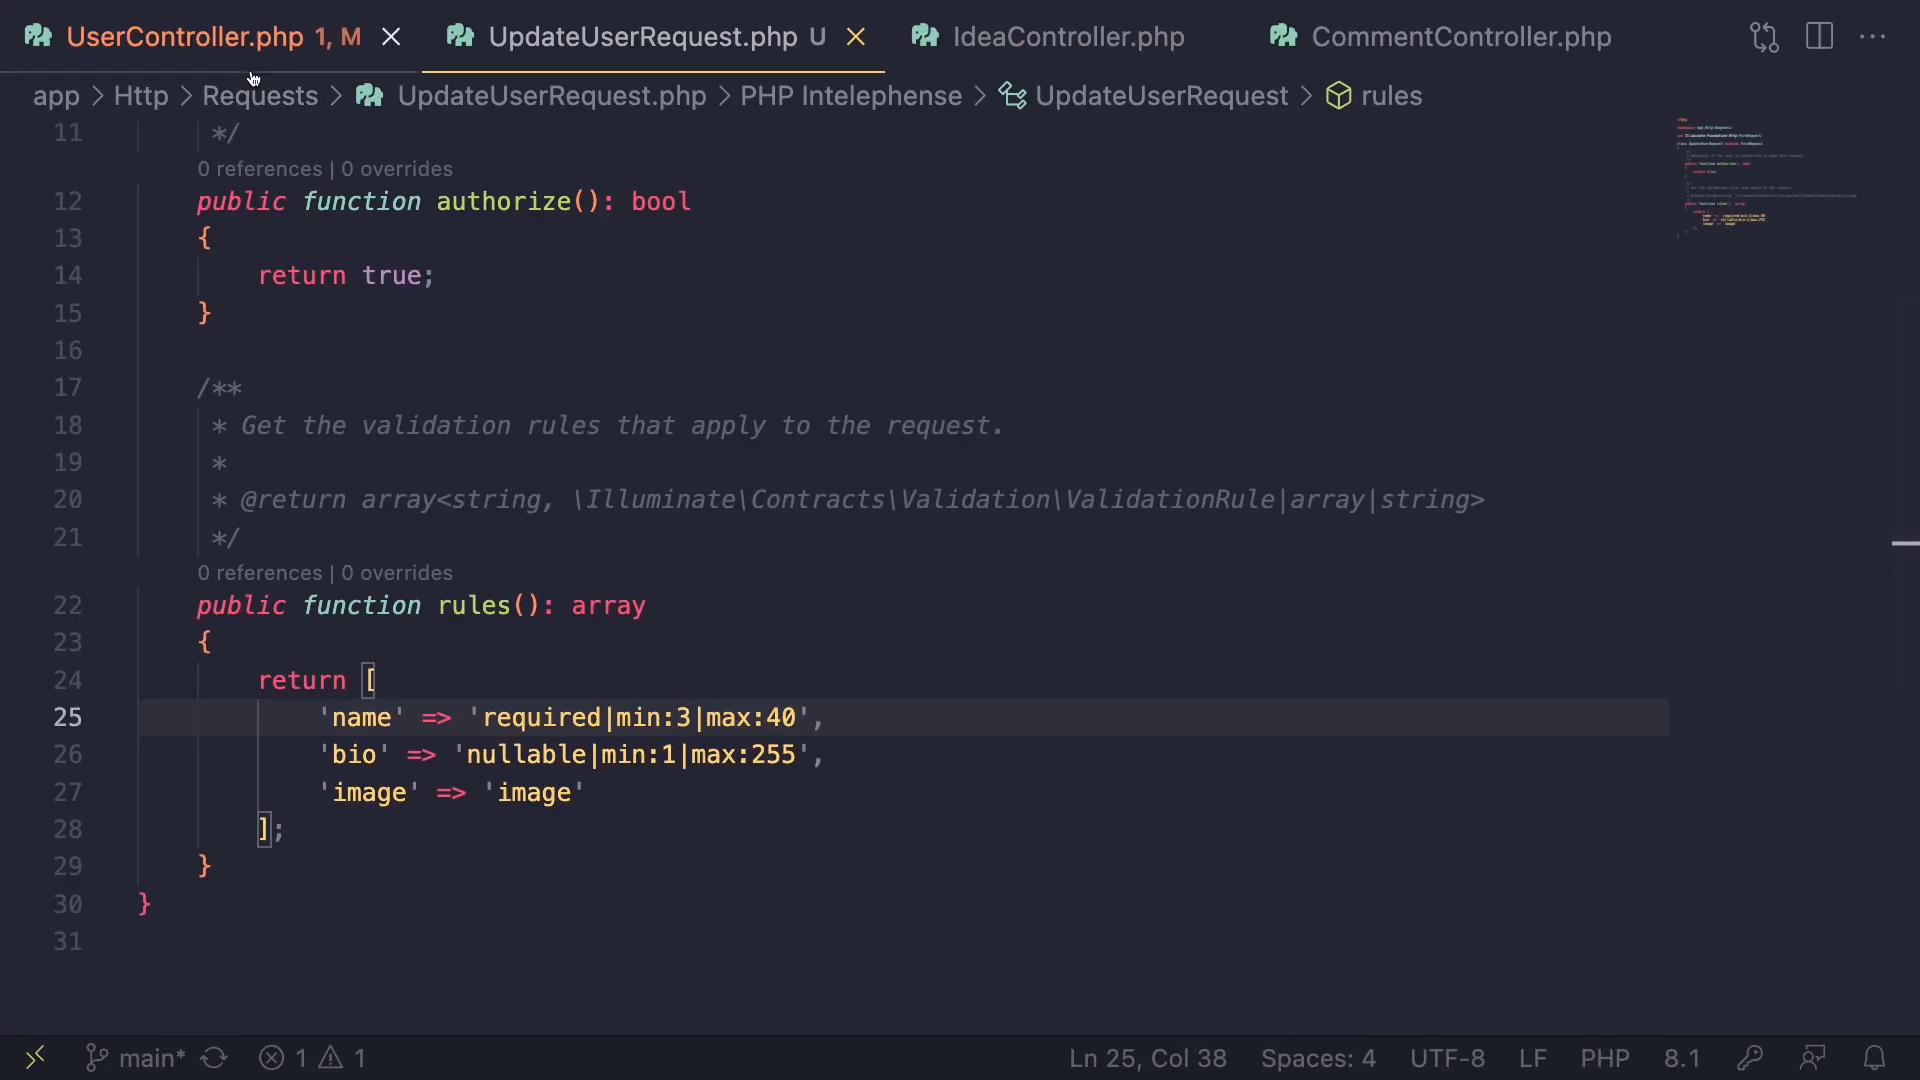 UserController.php 1, M UpdateUserRequest.php U IdeaController.php CommentController.php
app > Http > Requests > UpdateUserRequest.php > PHP Intelephense > UpdateUserRequest > rules
11 */
0 references | 0 overrides
12 public function authorize(): bool
13 {
14 return true;
15 }
16
17 /**
18 * Get the validation rules that apply to the request.
19 *
20 * @return array<string, \Illuminate\Contracts\Validation\ValidationRule|array|string>
21 */
0 references | 0 overrides
22 public function rules(): array
23 {
24 return [
25 'name' => 'required|min:3|max:40',
26 'bio' => 'nullable|min:1|max:255',
27 'image' => 'image'
28 ];
29 }
30 }
31
main* 1 1 Ln 25, Col 38 Spaces: 4 UTF-8 LF PHP 8.1